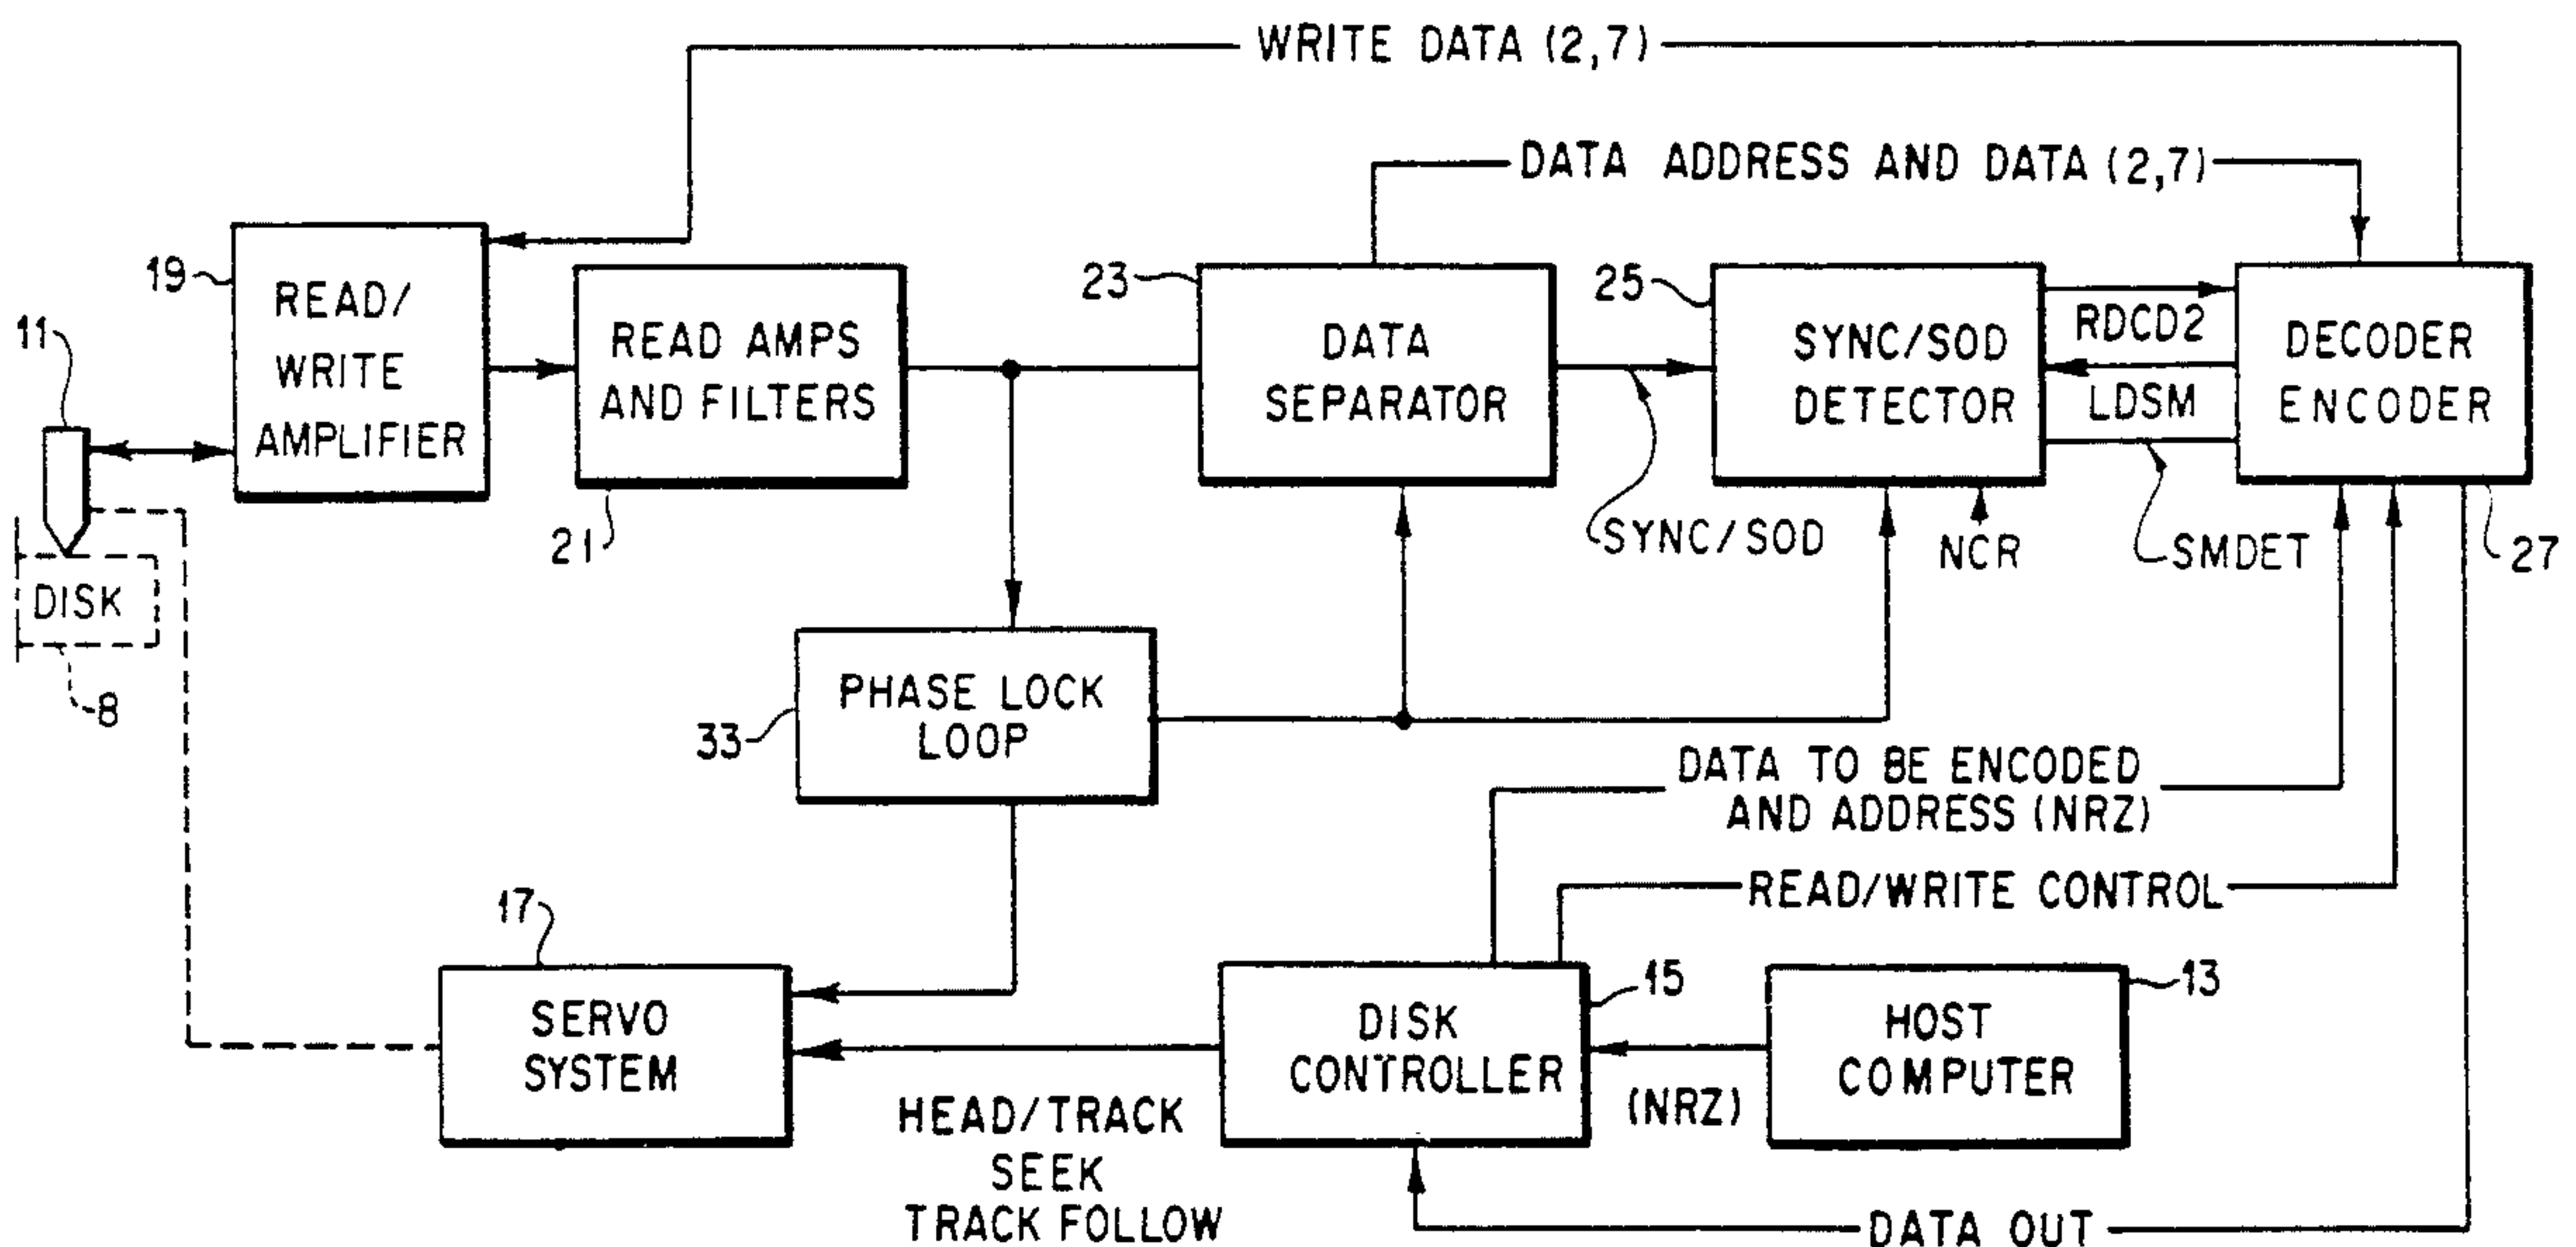 WRITE DATA (2,7)
DATA ADDRESS AND DATA (2,7)
19
READ/
WRITE
AMPLIFIER
11
DISK
8
READ AMPS
AND FILTERS
21
23
DATA
SEPARATOR
SYNC/SOD
25
SYNC/SOD
DETECTOR
NCR
RDCD2
LDSM
SMDET
DECODER
ENCODER
27
PHASE LOCK
LOOP
33
DATA TO BE ENCODED
AND ADDRESS (NRZ)
READ/WRITE CONTROL
17
SERVO
SYSTEM
HEAD/TRACK
SEEK
TRACK FOLLOW
15
DISK
CONTROLLER
(NRZ)
13
HOST
COMPUTER
DATA OUT